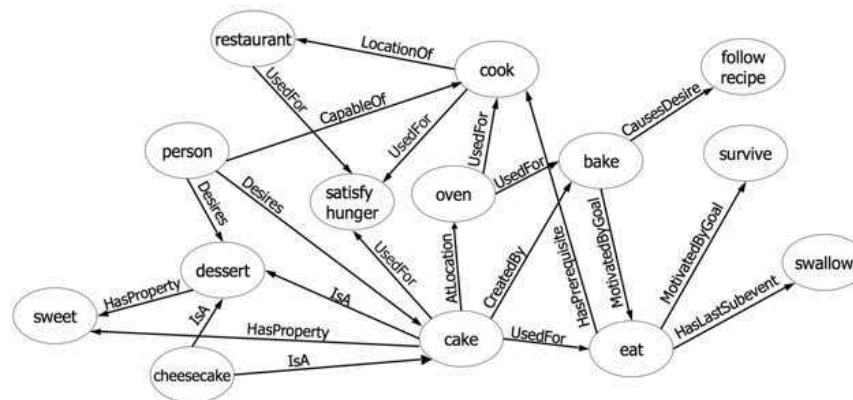 restaurant
LocationOf
cook
follow
recipe
UsedFor
CapableOf
UsedFor
UsedFor
CausesDesire
person
bake
survive
Desires
Desires
satisfy
hunger
oven
UsedFor
UsedFor
AtLocation
CreatedBy
HasPrerequisite
MotivatedByGoal
MotivatedByGoal
dessert
swallow
HasProperty
IsA
HasLastSubevent
sweet
IsA
HasProperty
cake
UsedFor
eat
cheesecake
IsA